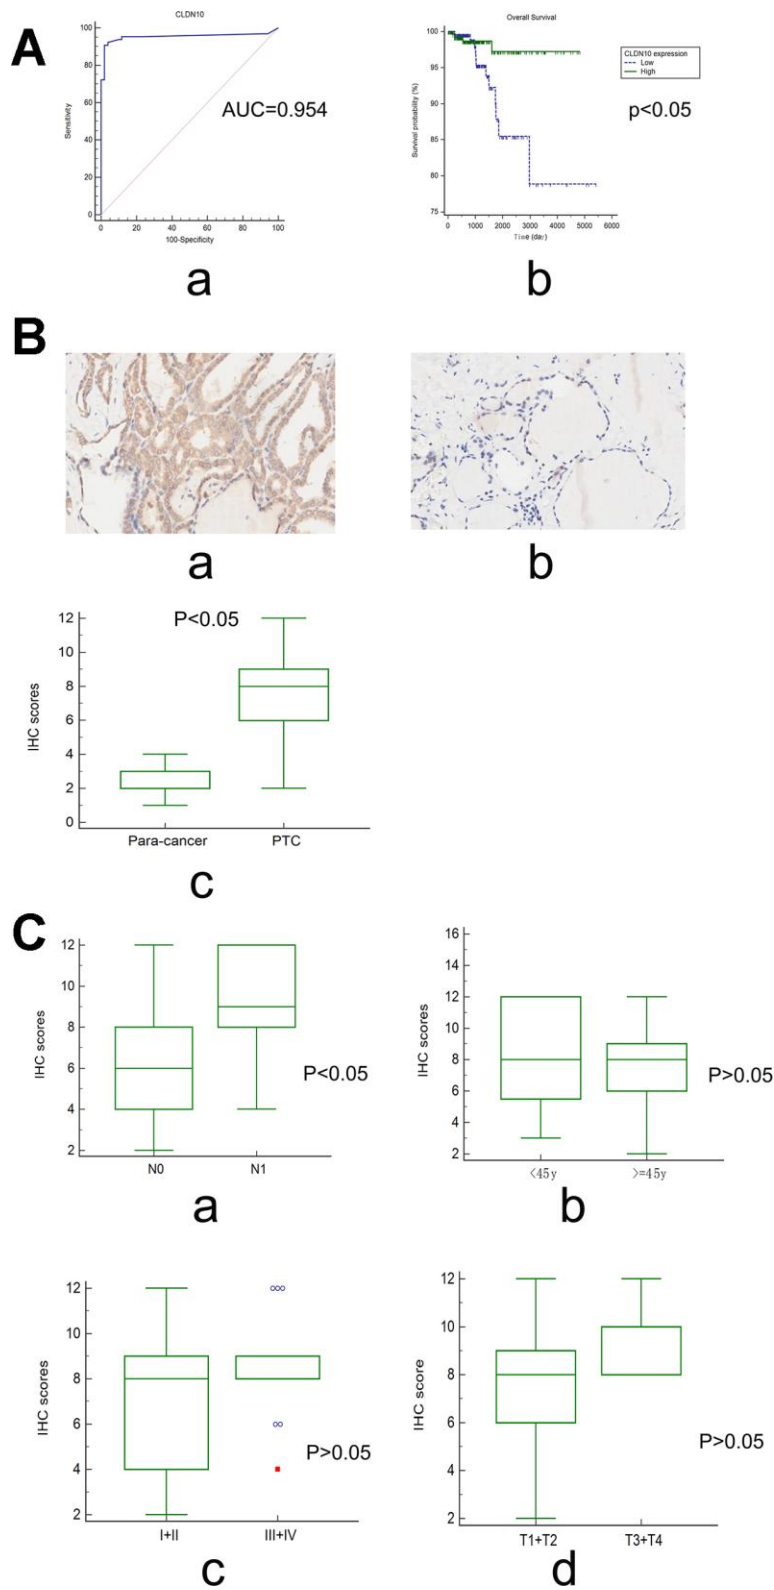 A
CLDN10
100
80
60
40
20
0
Sensitivity
AUC=0.954
0 20 40 60 80 100
100-Specificity
a
Overall Survival
100
95
90
85
80
75
Survival probability (%)
CLDN10 expression
Low
High
p<0.05
0 1000 2000 3000 4000 5000 6000
Time (day)
b
B
a
b
P<0.05
12
10
8
6
4
2
0
IHC scores
Para-cancer PTC
c
C
12
10
8
6
4
2
IHC scores
P<0.05
N0 N1
a
16
14
12
10
8
6
4
2
IHC scores
P>0.05
<45y >=45y
b
12
10
8
6
4
2
IHC scores
P>0.05
I+II III+IV
c
12
10
8
6
4
2
IHC score
P>0.05
T1+T2 T3+T4
d